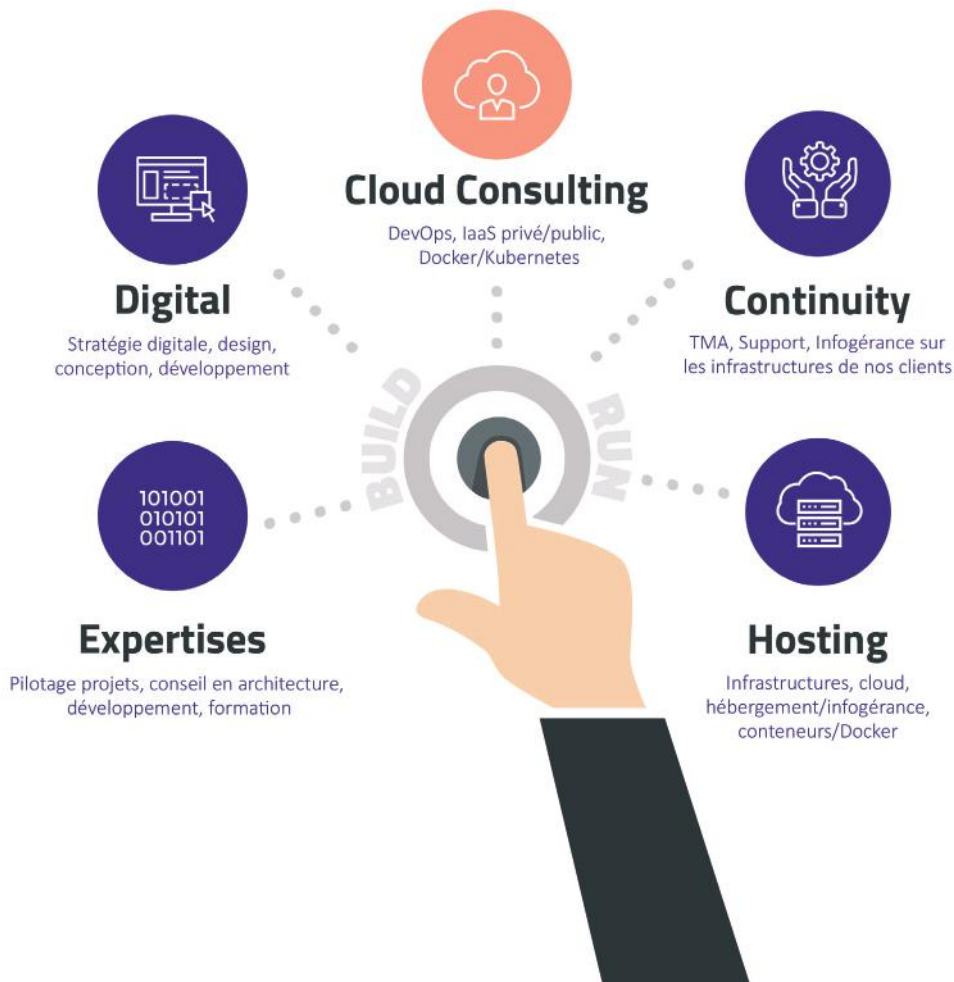 Cloud Consulting
DevOps, IaaS privé/public,
Docker/Kubernetes
Digital
Stratégie digitale, design,
conception, développement
Continuity
TMA, Support, Infogérance sur
les infrastructures de nos clients
BUILD
RUN
101001
010101
001101
Expertises
Pilotage projets, conseil en architecture,
développement, formation
Hosting
Infrastructures, cloud,
hébergement/infogérance,
conteneurs/Docker